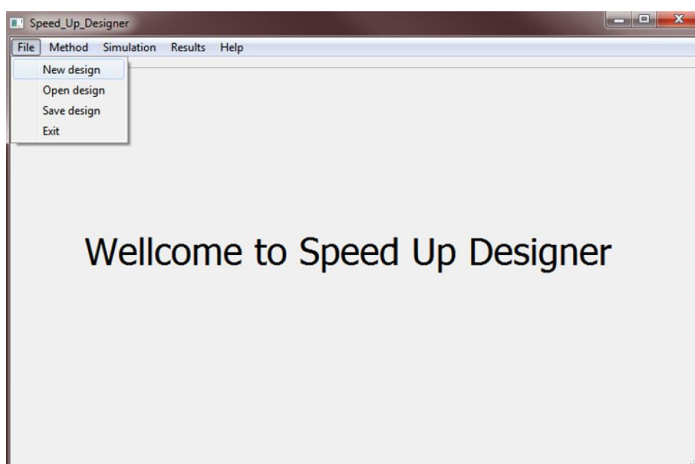 Speed_Up_Designer
File Method Simulation Results Help
New design
Open design
Save design
Exit
Wellcome to Speed Up Designer